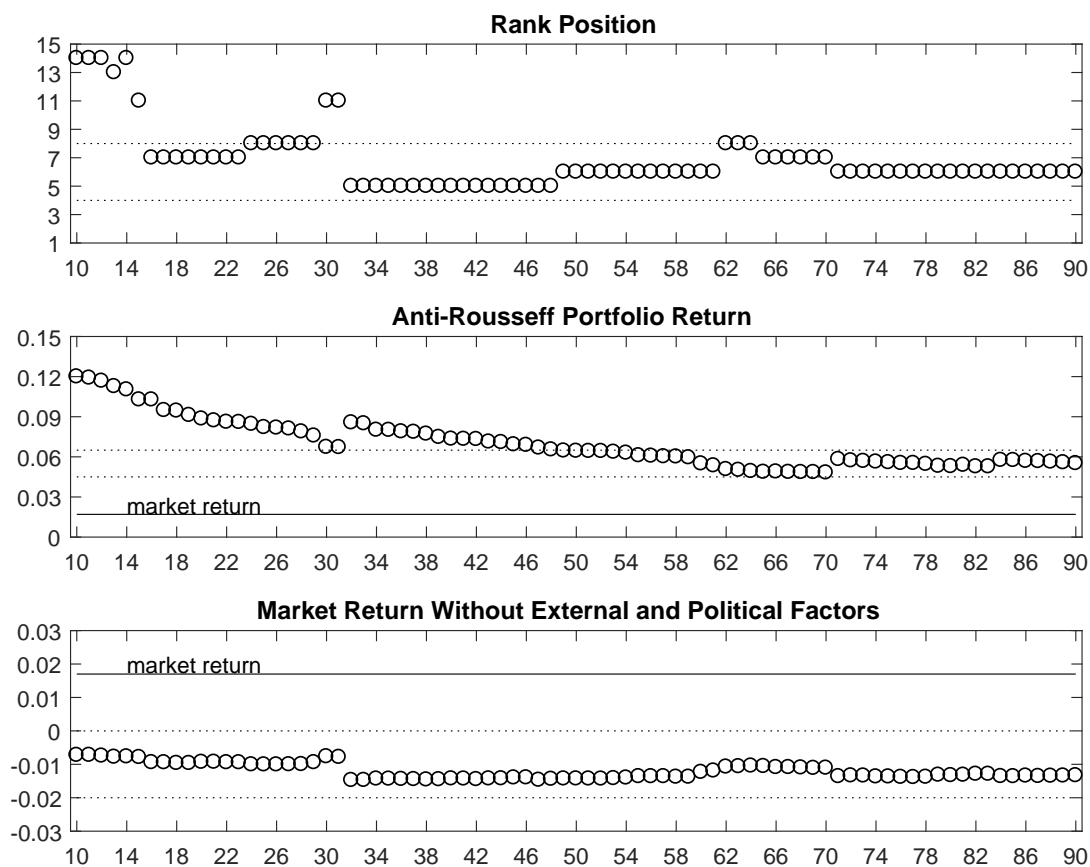 Rank Position
15
13
11
9
7
5
3
1
10 14 18 22 26 30 34 38 42 46 50 54 58 62 66 70 74 78 82 86 90
Anti-Rousseff Portfolio Return
0.15
0.12
0.09
0.06
0.03
market return
0
10 14 18 22 26 30 34 38 42 46 50 54 58 62 66 70 74 78 82 86 90
Market Return Without External and Political Factors
0.03
0.02
market return
0.01
0
-0.01
-0.02
-0.03
10 14 18 22 26 30 34 38 42 46 50 54 58 62 66 70 74 78 82 86 90